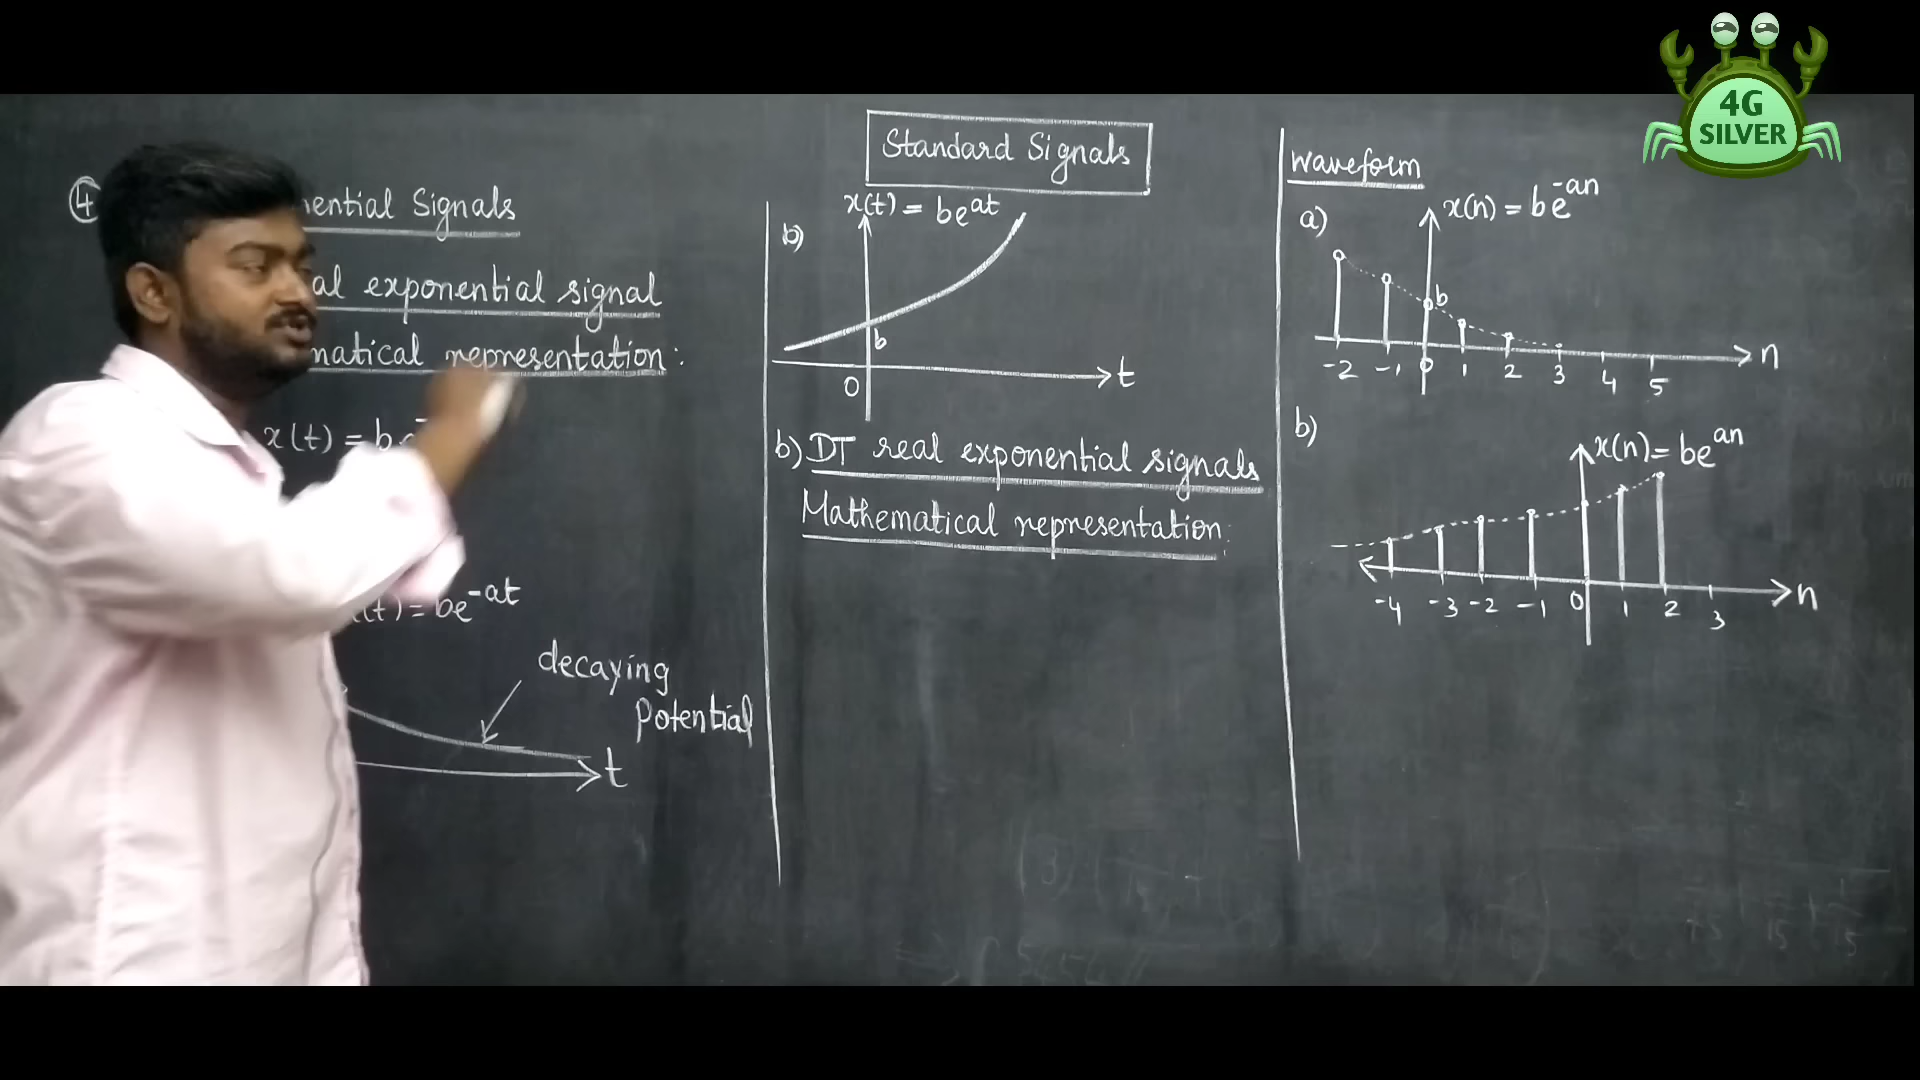 4G
SILVER
Standard Signals
④
nential Signals
al exponential signal
matical representation:
x(t) = b
x(t) = be^-at
decaying
Potential
t
b)
x(t) = be^at
b
0
t
b) DT real exponential signals
Mathematical representation:
Waveform
a)
x(n) = be^-an
b
n
-2 -1 0 1 2 3 4 5
b)
x(n) = be^an
n
-4 -3 -2 -1 0 1 2 3